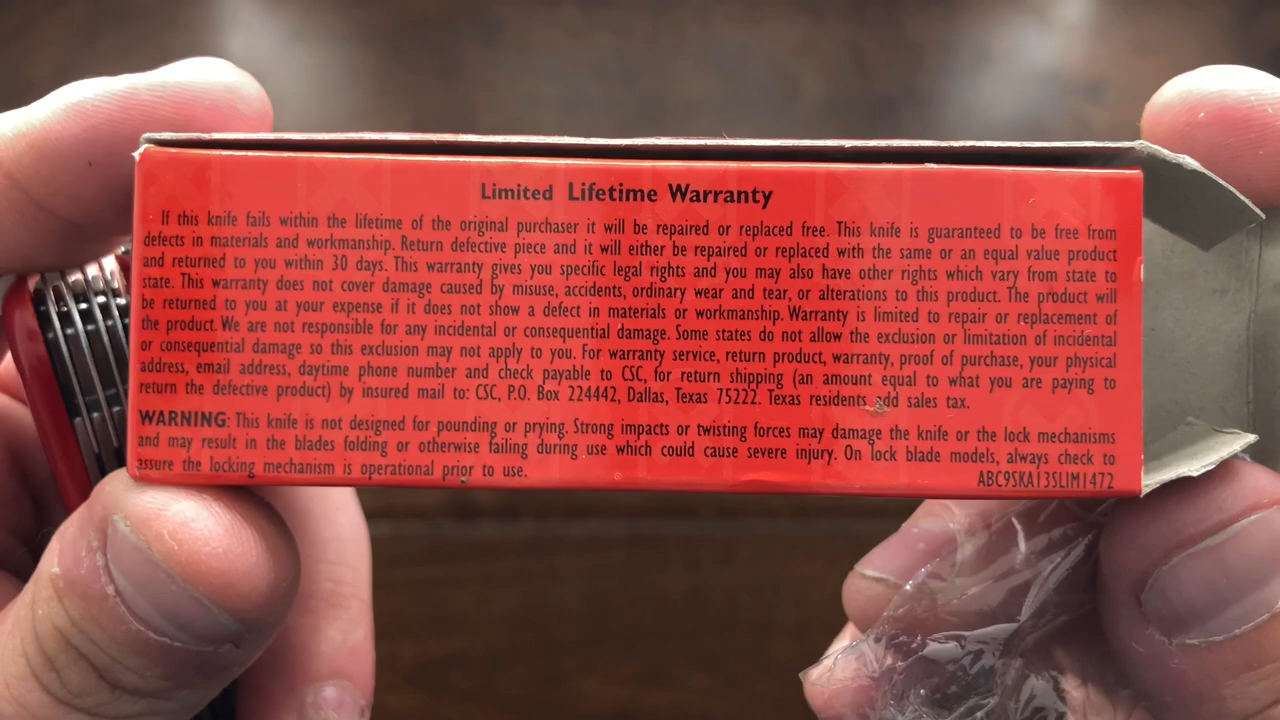 Limited Lifetime Warranty
If this knife fails within the lifetime of the original purchaser it will be repaired or replaced free. This knife is guaranteed to be free from
defects in materials and workmanship. Return defective piece and it will either be repaired or replaced with the same or an equal value product
and returned to you within 30 days. This warranty gives you specific legal rights and you may also have other rights which vary from state to
state. This warranty does not cover damage caused by misuse, accidents, ordinary wear and tear, or alterations to this product. The product will
be returned to you at your expense if it does not show a defect in materials or workmanship. Warranty is limited to repair or replacement of
the product. We are not responsible for any incidental or consequential damage. Some states do not allow the exclusion or limitation of incidental
or consequential damage so this exclusion may not apply to you. For warranty service, return product, warranty, proof of purchase, your physical
address, email address, daytime phone number and check payable to CSC, for return shipping (an amount equal to what you are paying to
return the defective product) by insured mail to: CSC, P.O. Box 224442, Dallas, Texas 75222. Texas residents add sales tax.
WARNING: This knife is not designed for pounding or prying. Strong impacts or twisting forces may damage the knife or the lock mechanisms
and may result in the blades folding or otherwise failing during use which could cause severe injury. On lock blade models, always check to
assure the locking mechanism is operational prior to use.
ABC9SKA13SLIM1472